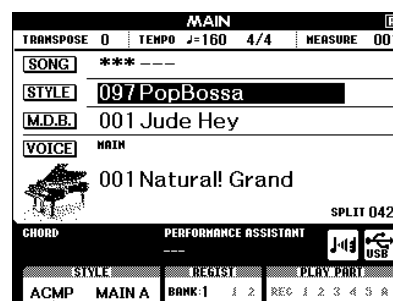 MAIN
TRANSPOSE 0 TEMPO ♩=160 4/4 MEASURE 001
SONG *** ---
STYLE 097 PopBossa
M.D.B. 001 Jude Hey
VOICE MAIN
001 Natural! Grand
SPLIT 042
CHORD PERFORMANCE ASSISTANT
---
USB
STYLE REGIST PLAY PART
ACMP MAIN A BANK:1 1 2 REC 1 2 3 4 5 A